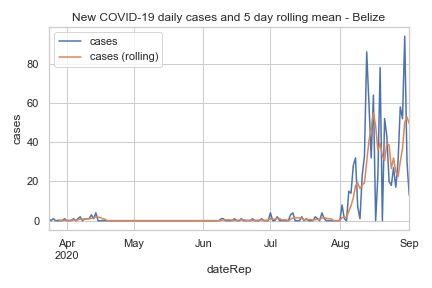 New COVID-19 daily cases and 5 day rolling mean - Belize
cases
cases (rolling)
cases
80
60
40
20
0
Apr May Jun Jul Aug Sep
2020
dateRep